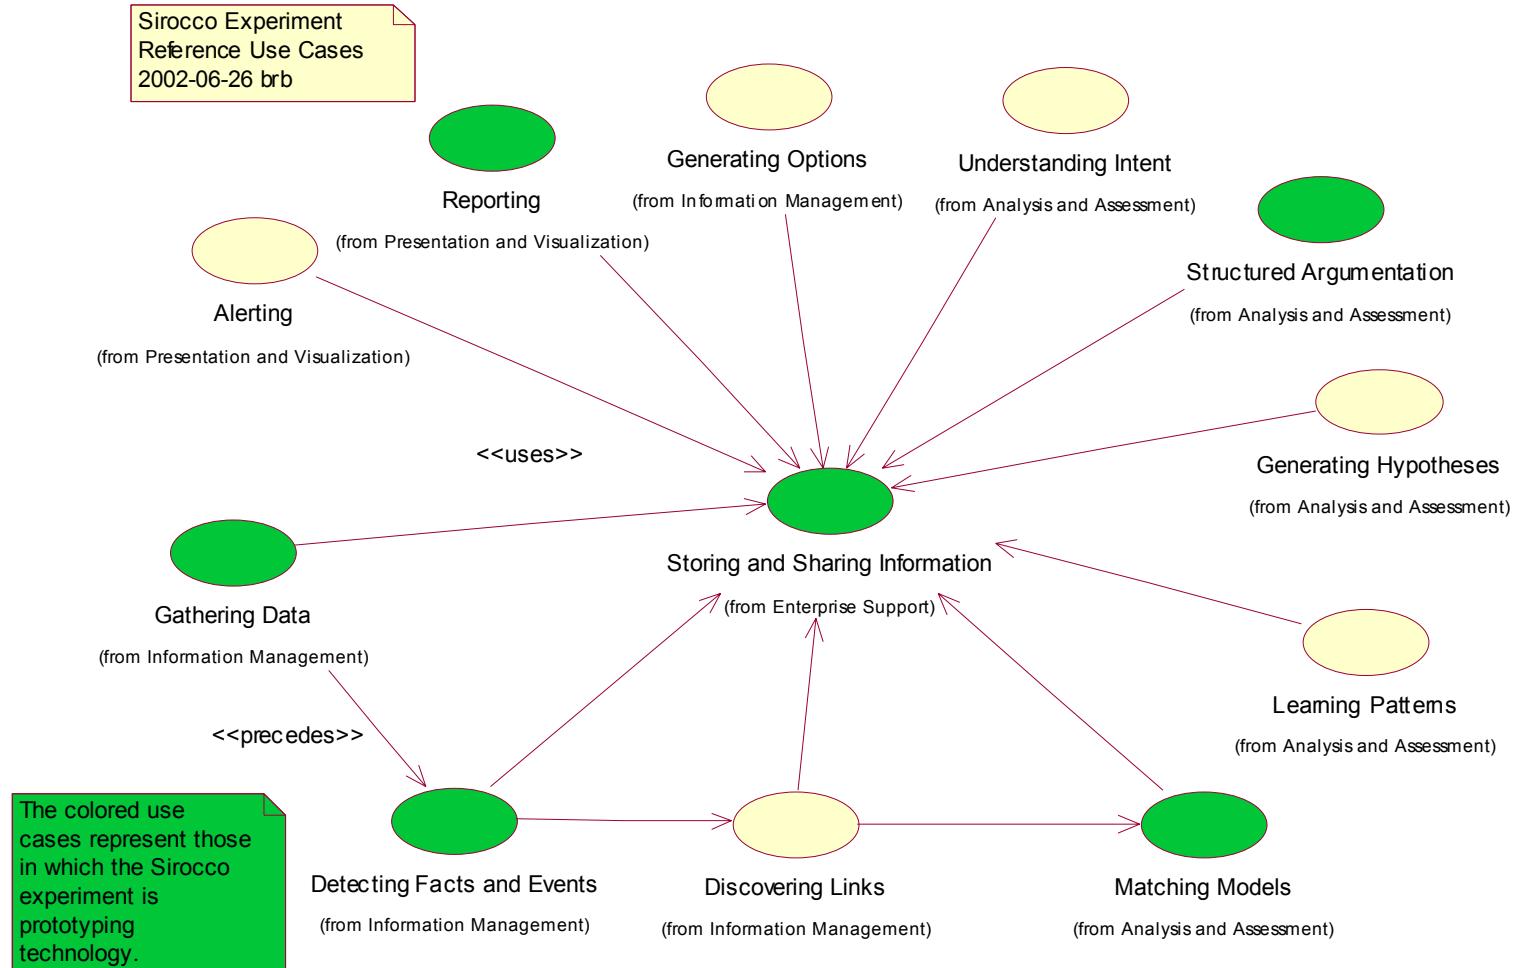 Sirocco Experiment
Reference Use Cases
2002-06-26 brb
Reporting
(from Presentation and Visualization)
Generating Options
(from Information Management)
Understanding Intent
(from Analysis and Assessment)
Structured Argumentation
(from Analysis and Assessment)
Alerting
(from Presentation and Visualization)
<<uses>>
Generating Hypotheses
(from Analysis and Assessment)
Storing and Sharing Information
(from Enterprise Support)
Gathering Data
(from Information Management)
<<precedes>>
Learning Patterns
(from Analysis and Assessment)
The colored use
cases represent those
in which the Sirocco
experiment is
prototyping
technology.
Detecting Facts and Events
(from Information Management)
Discovering Links
(from Information Management)
Matching Models
(from Analysis and Assessment)